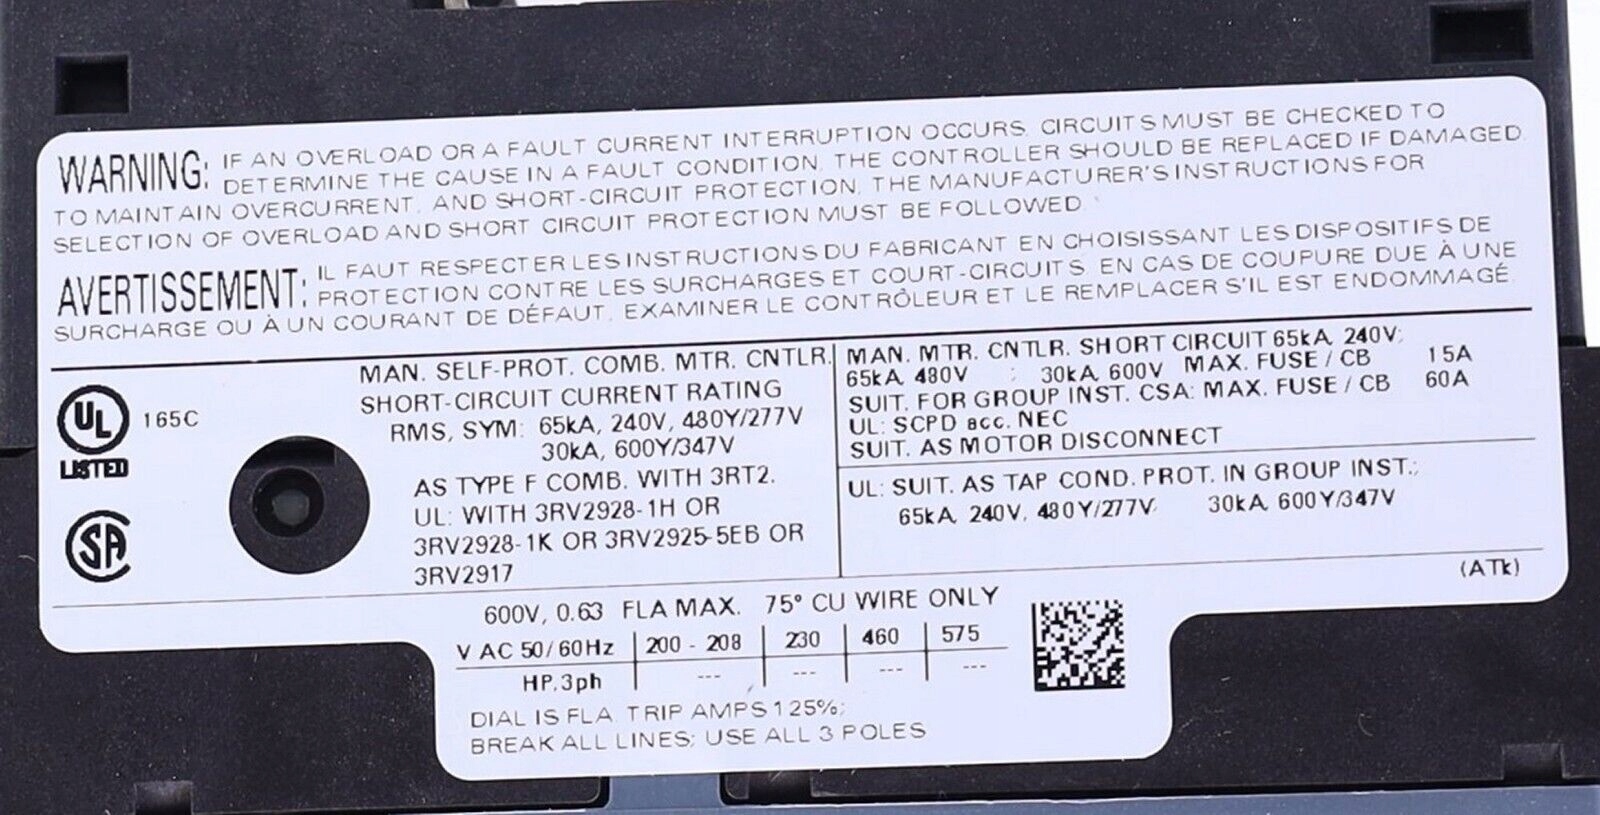 WARNING: IF AN OVERLOAD OR A FAULT CURRENT INTERRUPTION OCCURS, CIRCUITS MUST BE CHECKED TO
DETERMINE THE CAUSE IN A FAULT CONDITION, THE CONTROLLER SHOULD BE REPLACED IF DAMAGED.
TO MAINTAIN OVERCURRENT, AND SHORT-CIRCUIT PROTECTION, THE MANUFACTURER'S INSTRUCTIONS FOR
SELECTION OF OVERLOAD AND SHORT CIRCUIT PROTECTION MUST BE FOLLOWED.
AVERTISSEMENT: IL FAUT RESPECTER LES INSTRUCTIONS DU FABRICANT EN CHOISISSANT LES DISPOSITIFS DE
PROTECTION CONTRE LES SURCHARGES ET COURT-CIRCUITS. EN CAS DE COUPURE DUE À UNE
SURCHARGE OU À UN COURANT DE DÉFAUT, EXAMINER LE CONTRÔLEUR ET LE REMPLACER S'IL EST ENDOMMAGÉ.
UL
LISTED
165C
SA
MAN. SELF-PROT. COMB. MTR. CNTLR.
SHORT-CIRCUIT CURRENT RATING
RMS, SYM: 65kA, 240V, 480Y/277V
30kA, 600Y/347V
AS TYPE F COMB. WITH 3RT2.
UL: WITH 3RV2928-1H OR
3RV2928-1K OR 3RV2925-5EB OR
3RV2917
MAN. MTR. CNTLR. SHORT CIRCUIT 65kA, 240V;
65kA, 480V ; 30kA, 600V MAX. FUSE / CB 15A
SUIT. FOR GROUP INST. CSA: MAX. FUSE / CB 60A
UL: SCPD acc. NEC
SUIT. AS MOTOR DISCONNECT
UL: SUIT. AS TAP COND. PROT. IN GROUP INST.;
65kA, 240V, 480Y/277V; 30kA, 600Y/347V
(ATk)
600V, 0.63 FLA MAX. 75° CU WIRE ONLY
V AC 50/60Hz 200 - 208 230 460 575
HP, 3ph --- --- --- ---
DIAL IS FLA. TRIP AMPS 125%;
BREAK ALL LINES; USE ALL 3 POLES